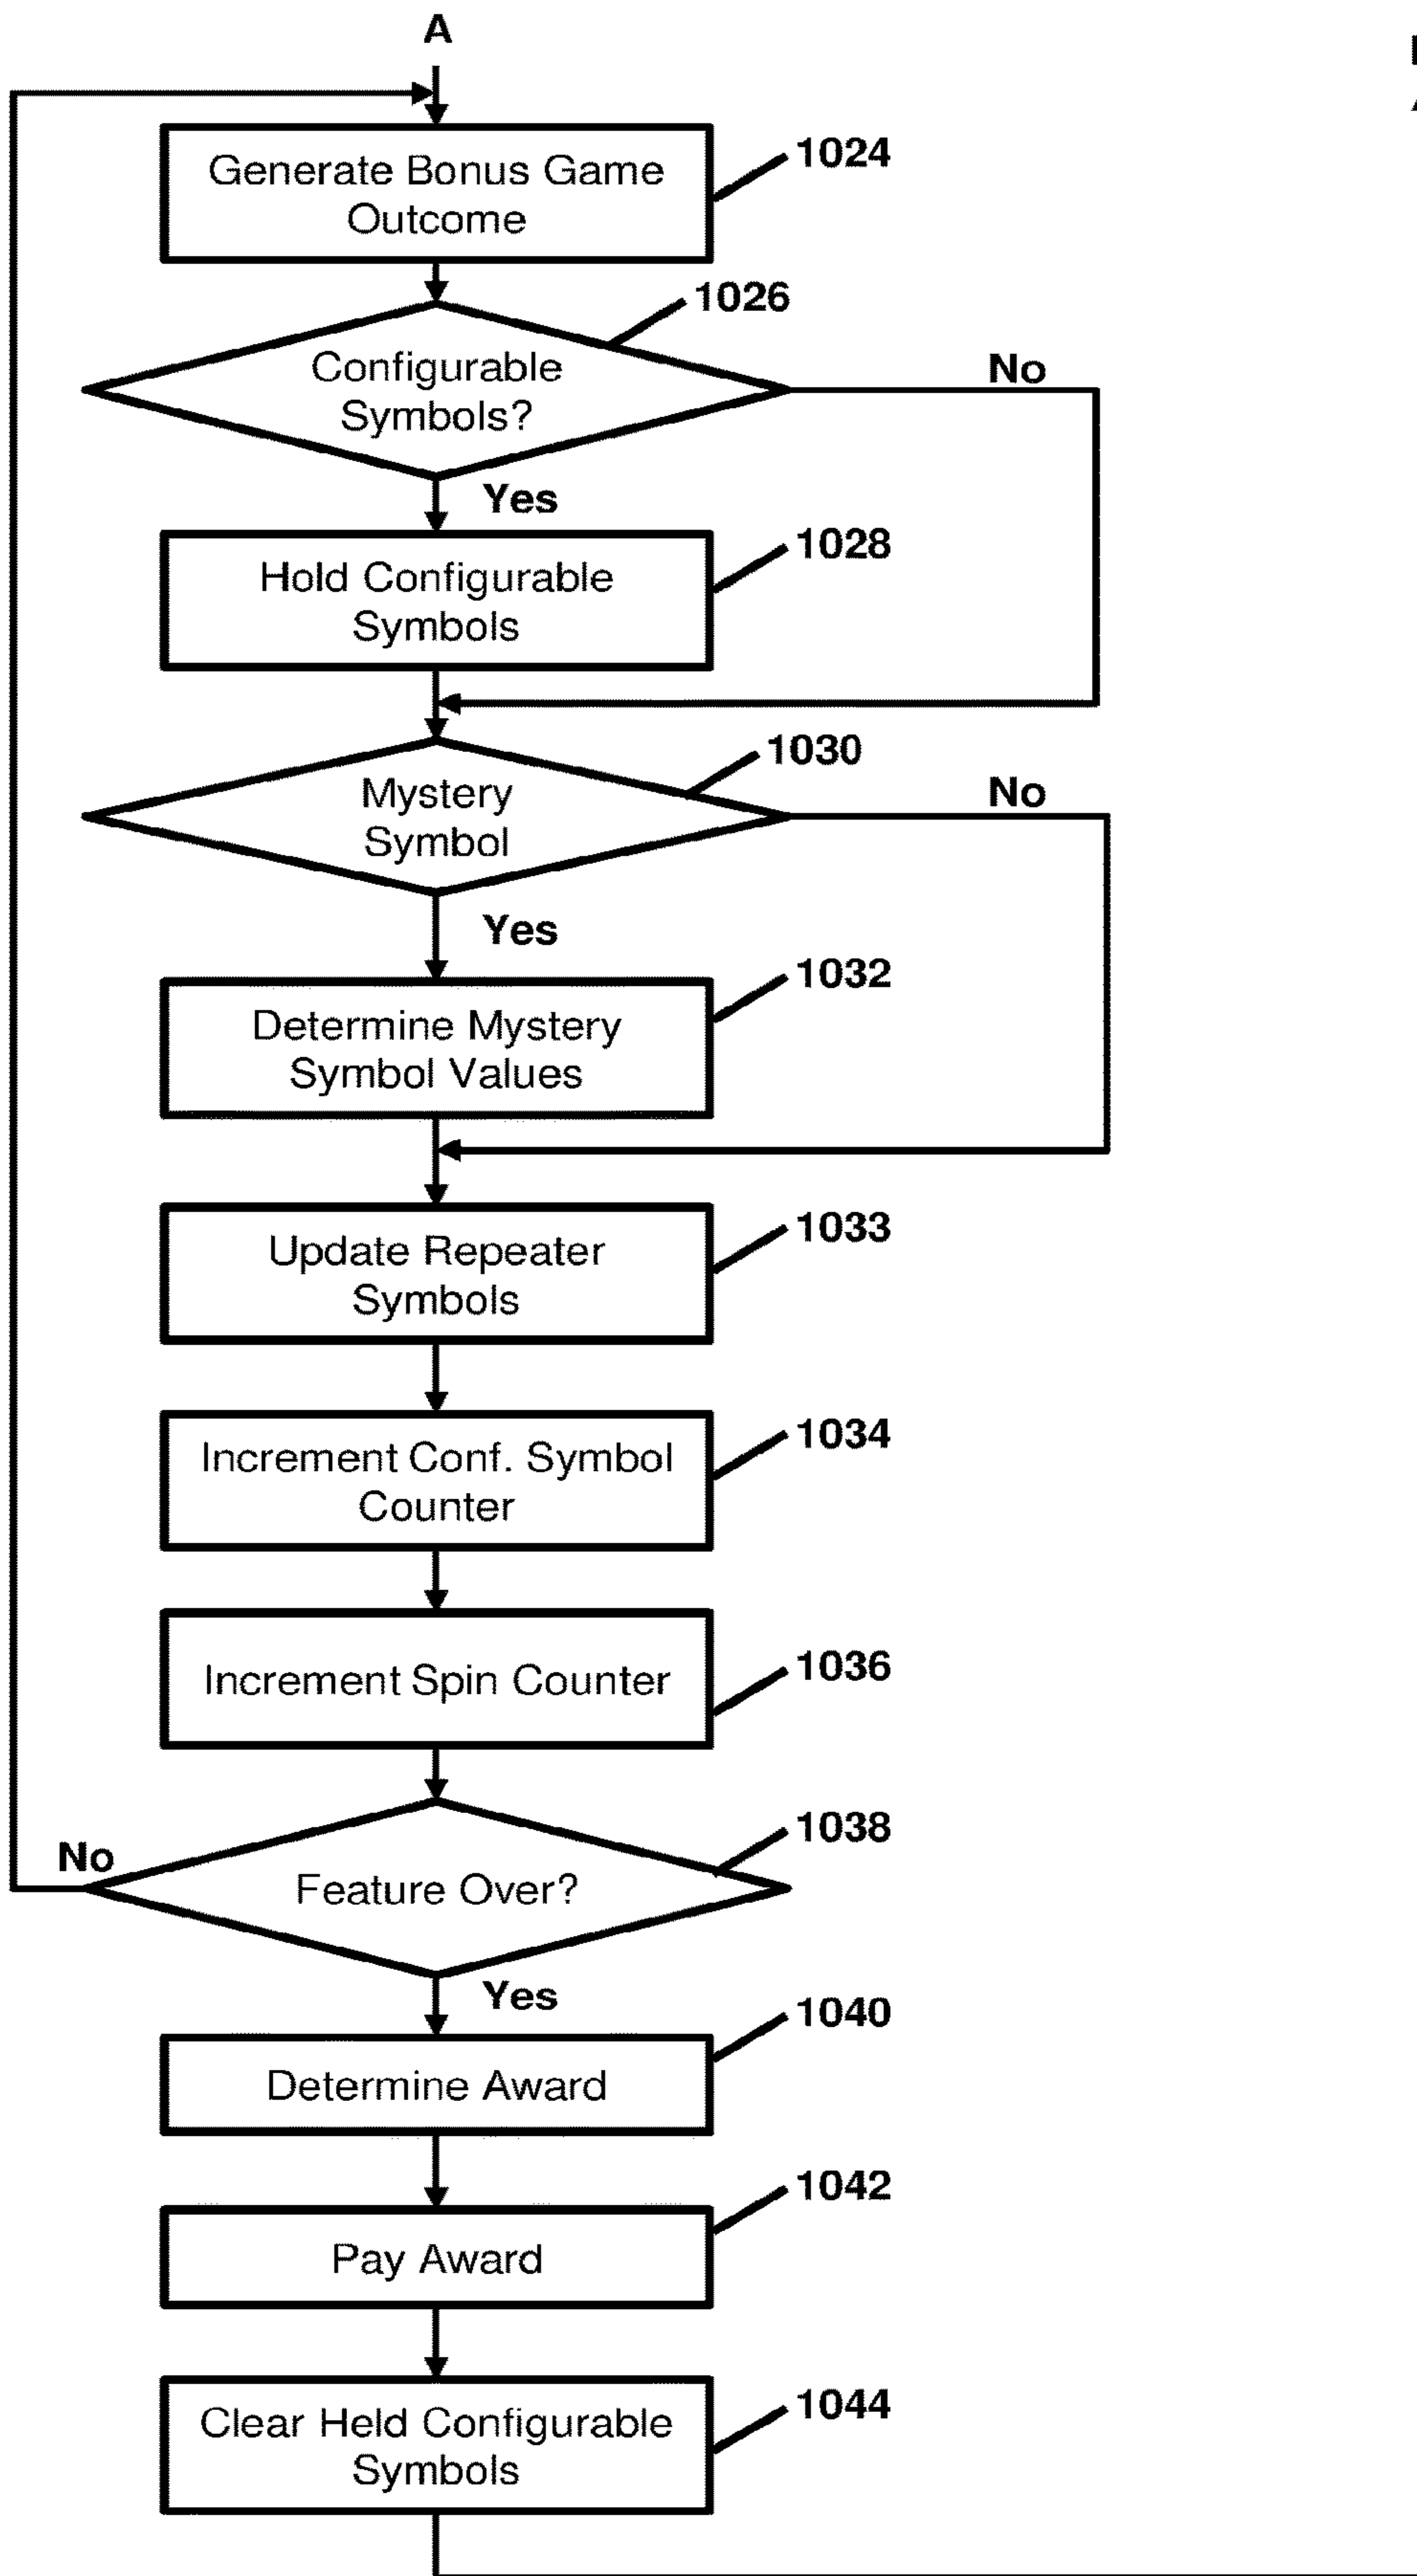 A
Generate Bonus Game
Outcome
1024
1026
Configurable
Symbols?
No
Yes
Hold Configurable
Symbols
1028
1030
Mystery
Symbol
No
Yes
Determine Mystery
Symbol Values
1032
Update Repeater
Symbols
1033
Increment Conf. Symbol
Counter
1034
Increment Spin Counter
1036
1038
No
Feature Over?
Yes
1040
Determine Award
1042
Pay Award
Clear Held Configurable
Symbols
1044